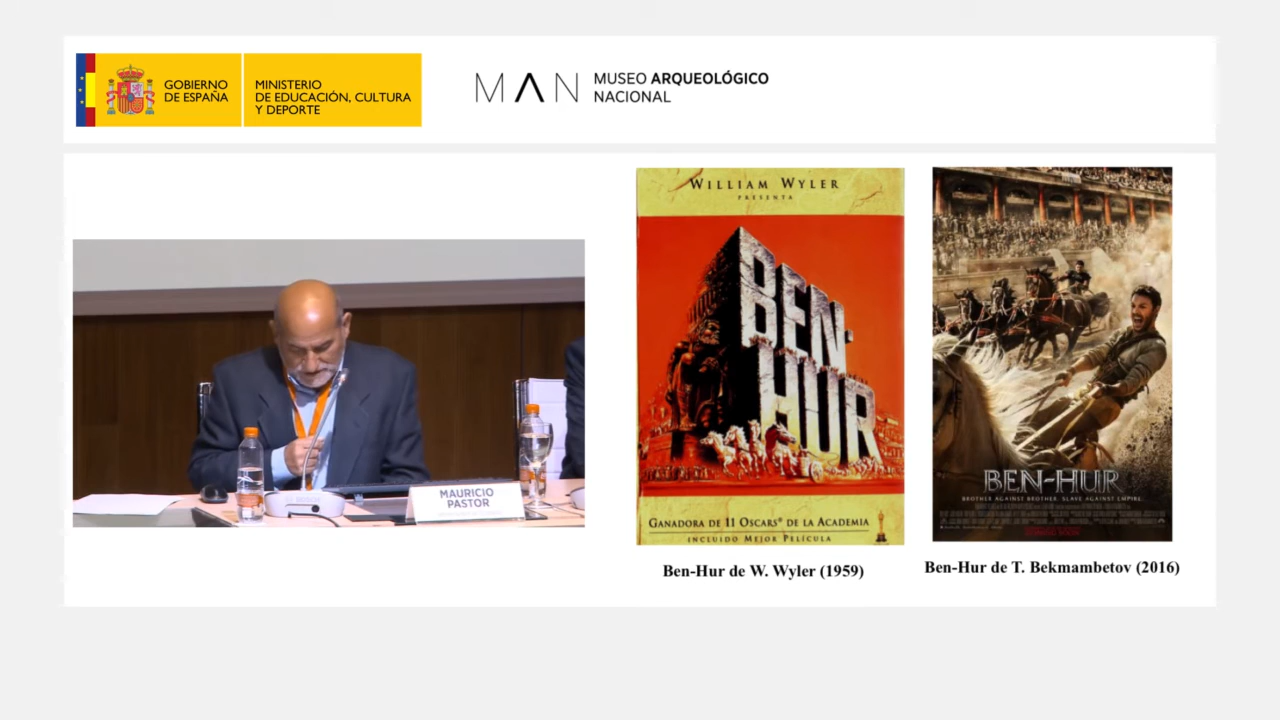 GOBIERNO
DE ESPAÑA
MINISTERIO
DE EDUCACIÓN, CULTURA
Y DEPORTE
MAN
MUSEO ARQUEOLÓGICO
NACIONAL
MAURICIO
PASTOR
WILLIAM WYLER
PRESENTA
BEN-
HUR
GANADORA DE 11 OSCARS® DE LA ACADEMIA
INCLUIDO MEJOR PELÍCULA
BEN-HUR
BROTHER AGAINST BROTHER. SLAVE AGAINST EMPIRE.
Ben-Hur de W. Wyler (1959)
Ben-Hur de T. Bekmambetov (2016)